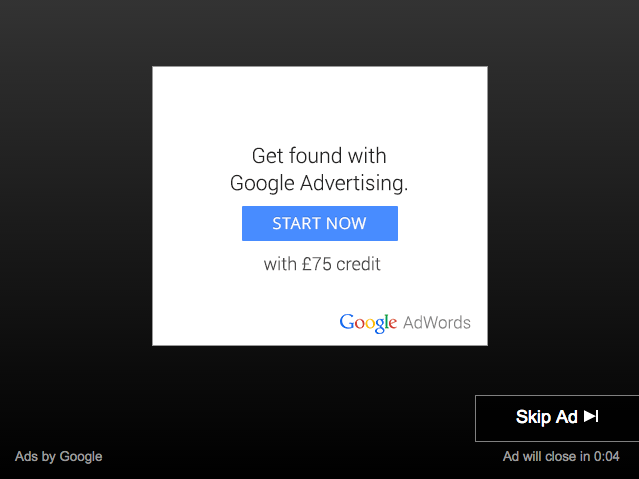 Get found with
Google Advertising.
START NOW
with £75 credit
Google AdWords
Skip Ad
Ads by Google
Ad will close in 0:04